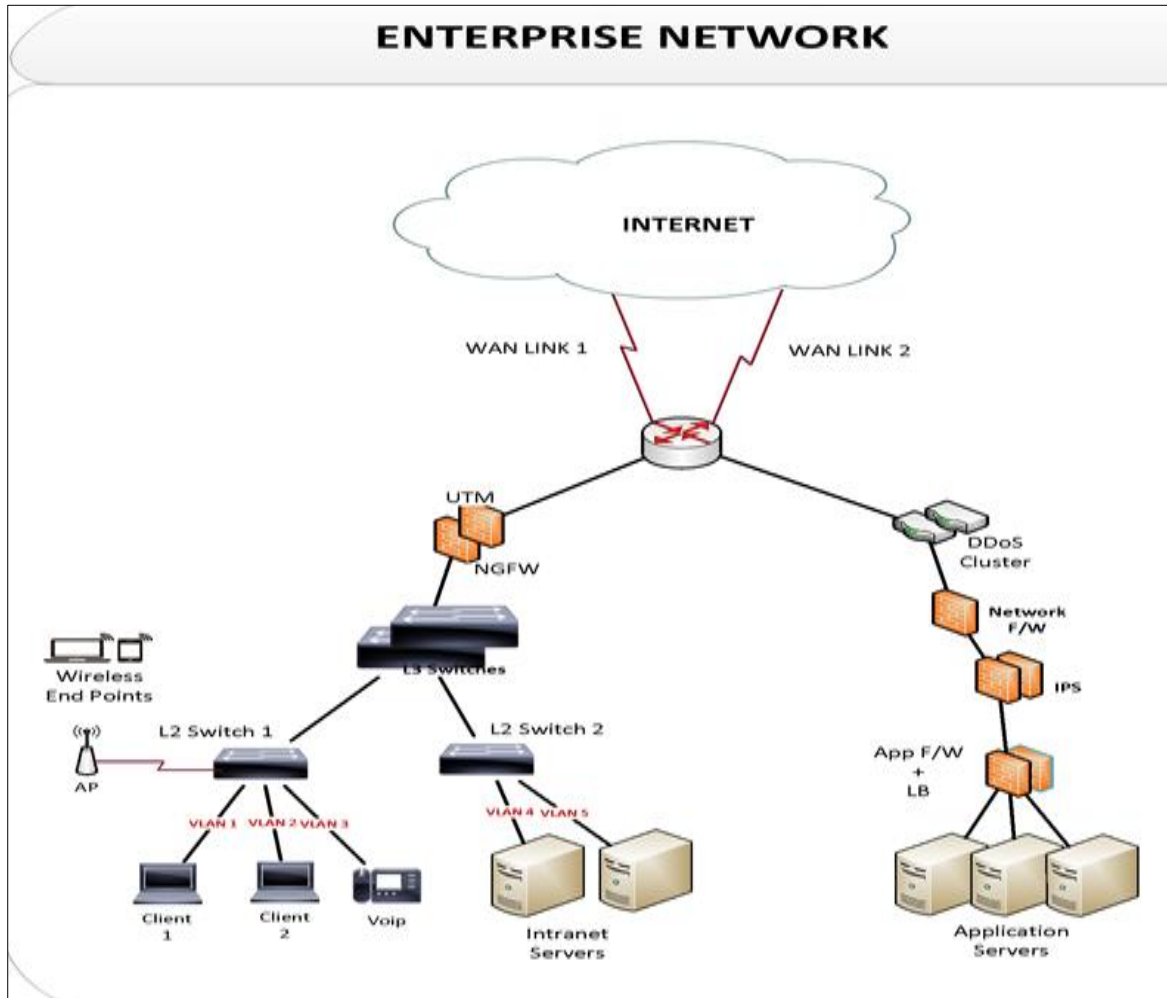 ENTERPRISE NETWORK
INTERNET
WAN LINK 1
WAN LINK 2
UTM
NGFW
DDoS
Cluster
Network
F/W
L3 Switches
Wireless
End Points
IPS
L2 Switch 1
L2 Switch 2
AP
App F/W
+
LB
VLAN 1
VLAN 2
VLAN 3
VLAN 4
VLAN 5
Client
1
Client
2
Voip
Intranet
Servers
Application
Servers